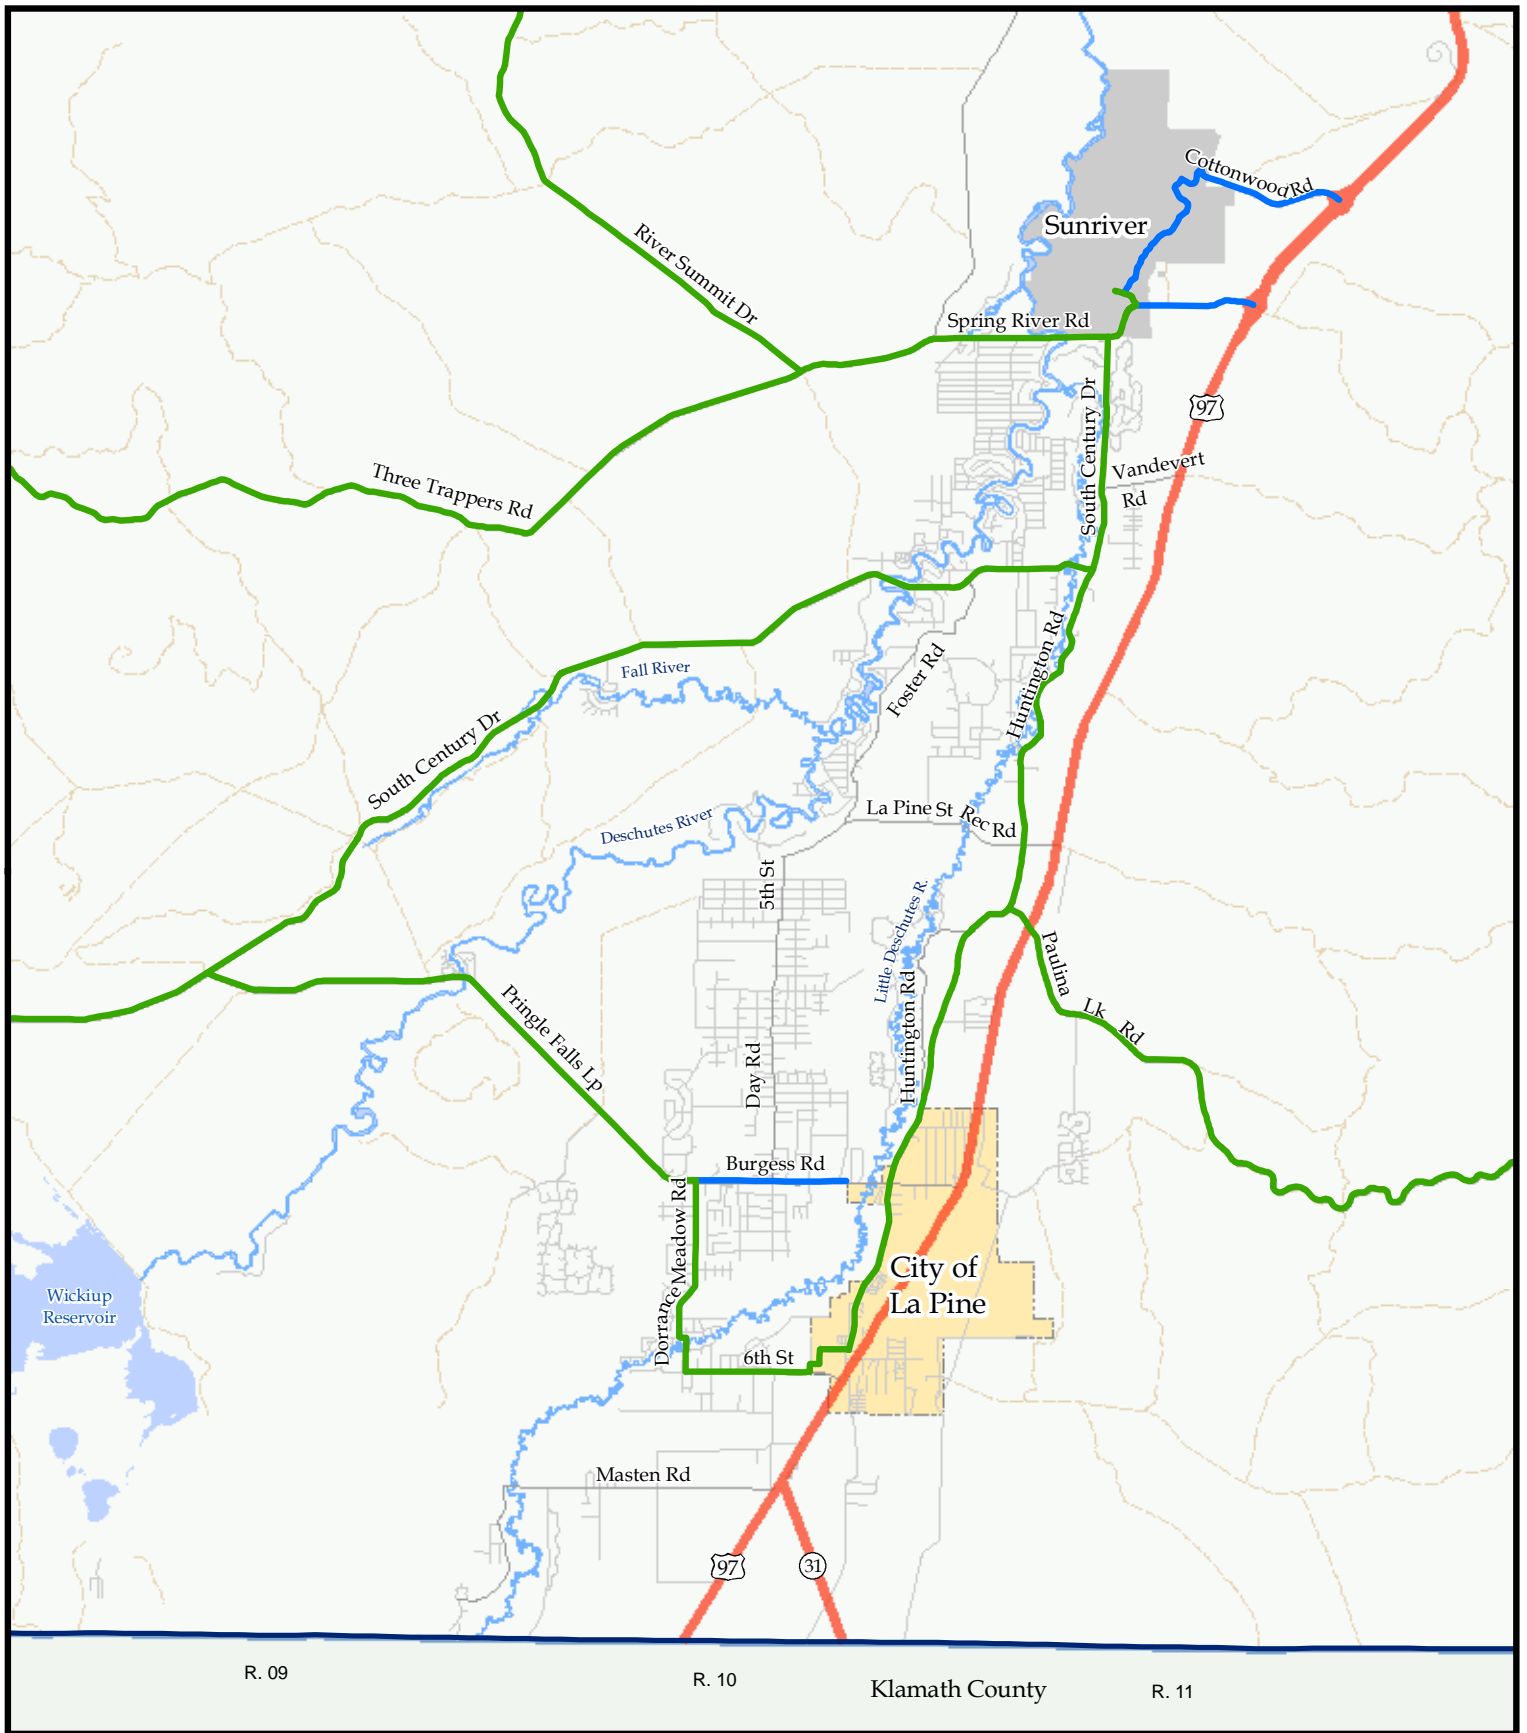 Cottonwood Rd
Sunriver
River Summit Dr
Spring River Rd
97
South Century Dr
Vandevert
Rd
Three Trappers Rd
Huntington Rd
Fall River
Foster Rd
South Century Dr
La Pine St
Rec Rd
Deschutes River
5th St
Little Deschutes R.
Paulina Lk Rd
Huntington Rd
Pringle Falls Lp
Day Rd
Burgess Rd
Dorrance Meadow Rd
City of
La Pine
Wickiup
Reservoir
6th St
Masten Rd
97
31
R. 09
R. 10
Klamath County
R. 11